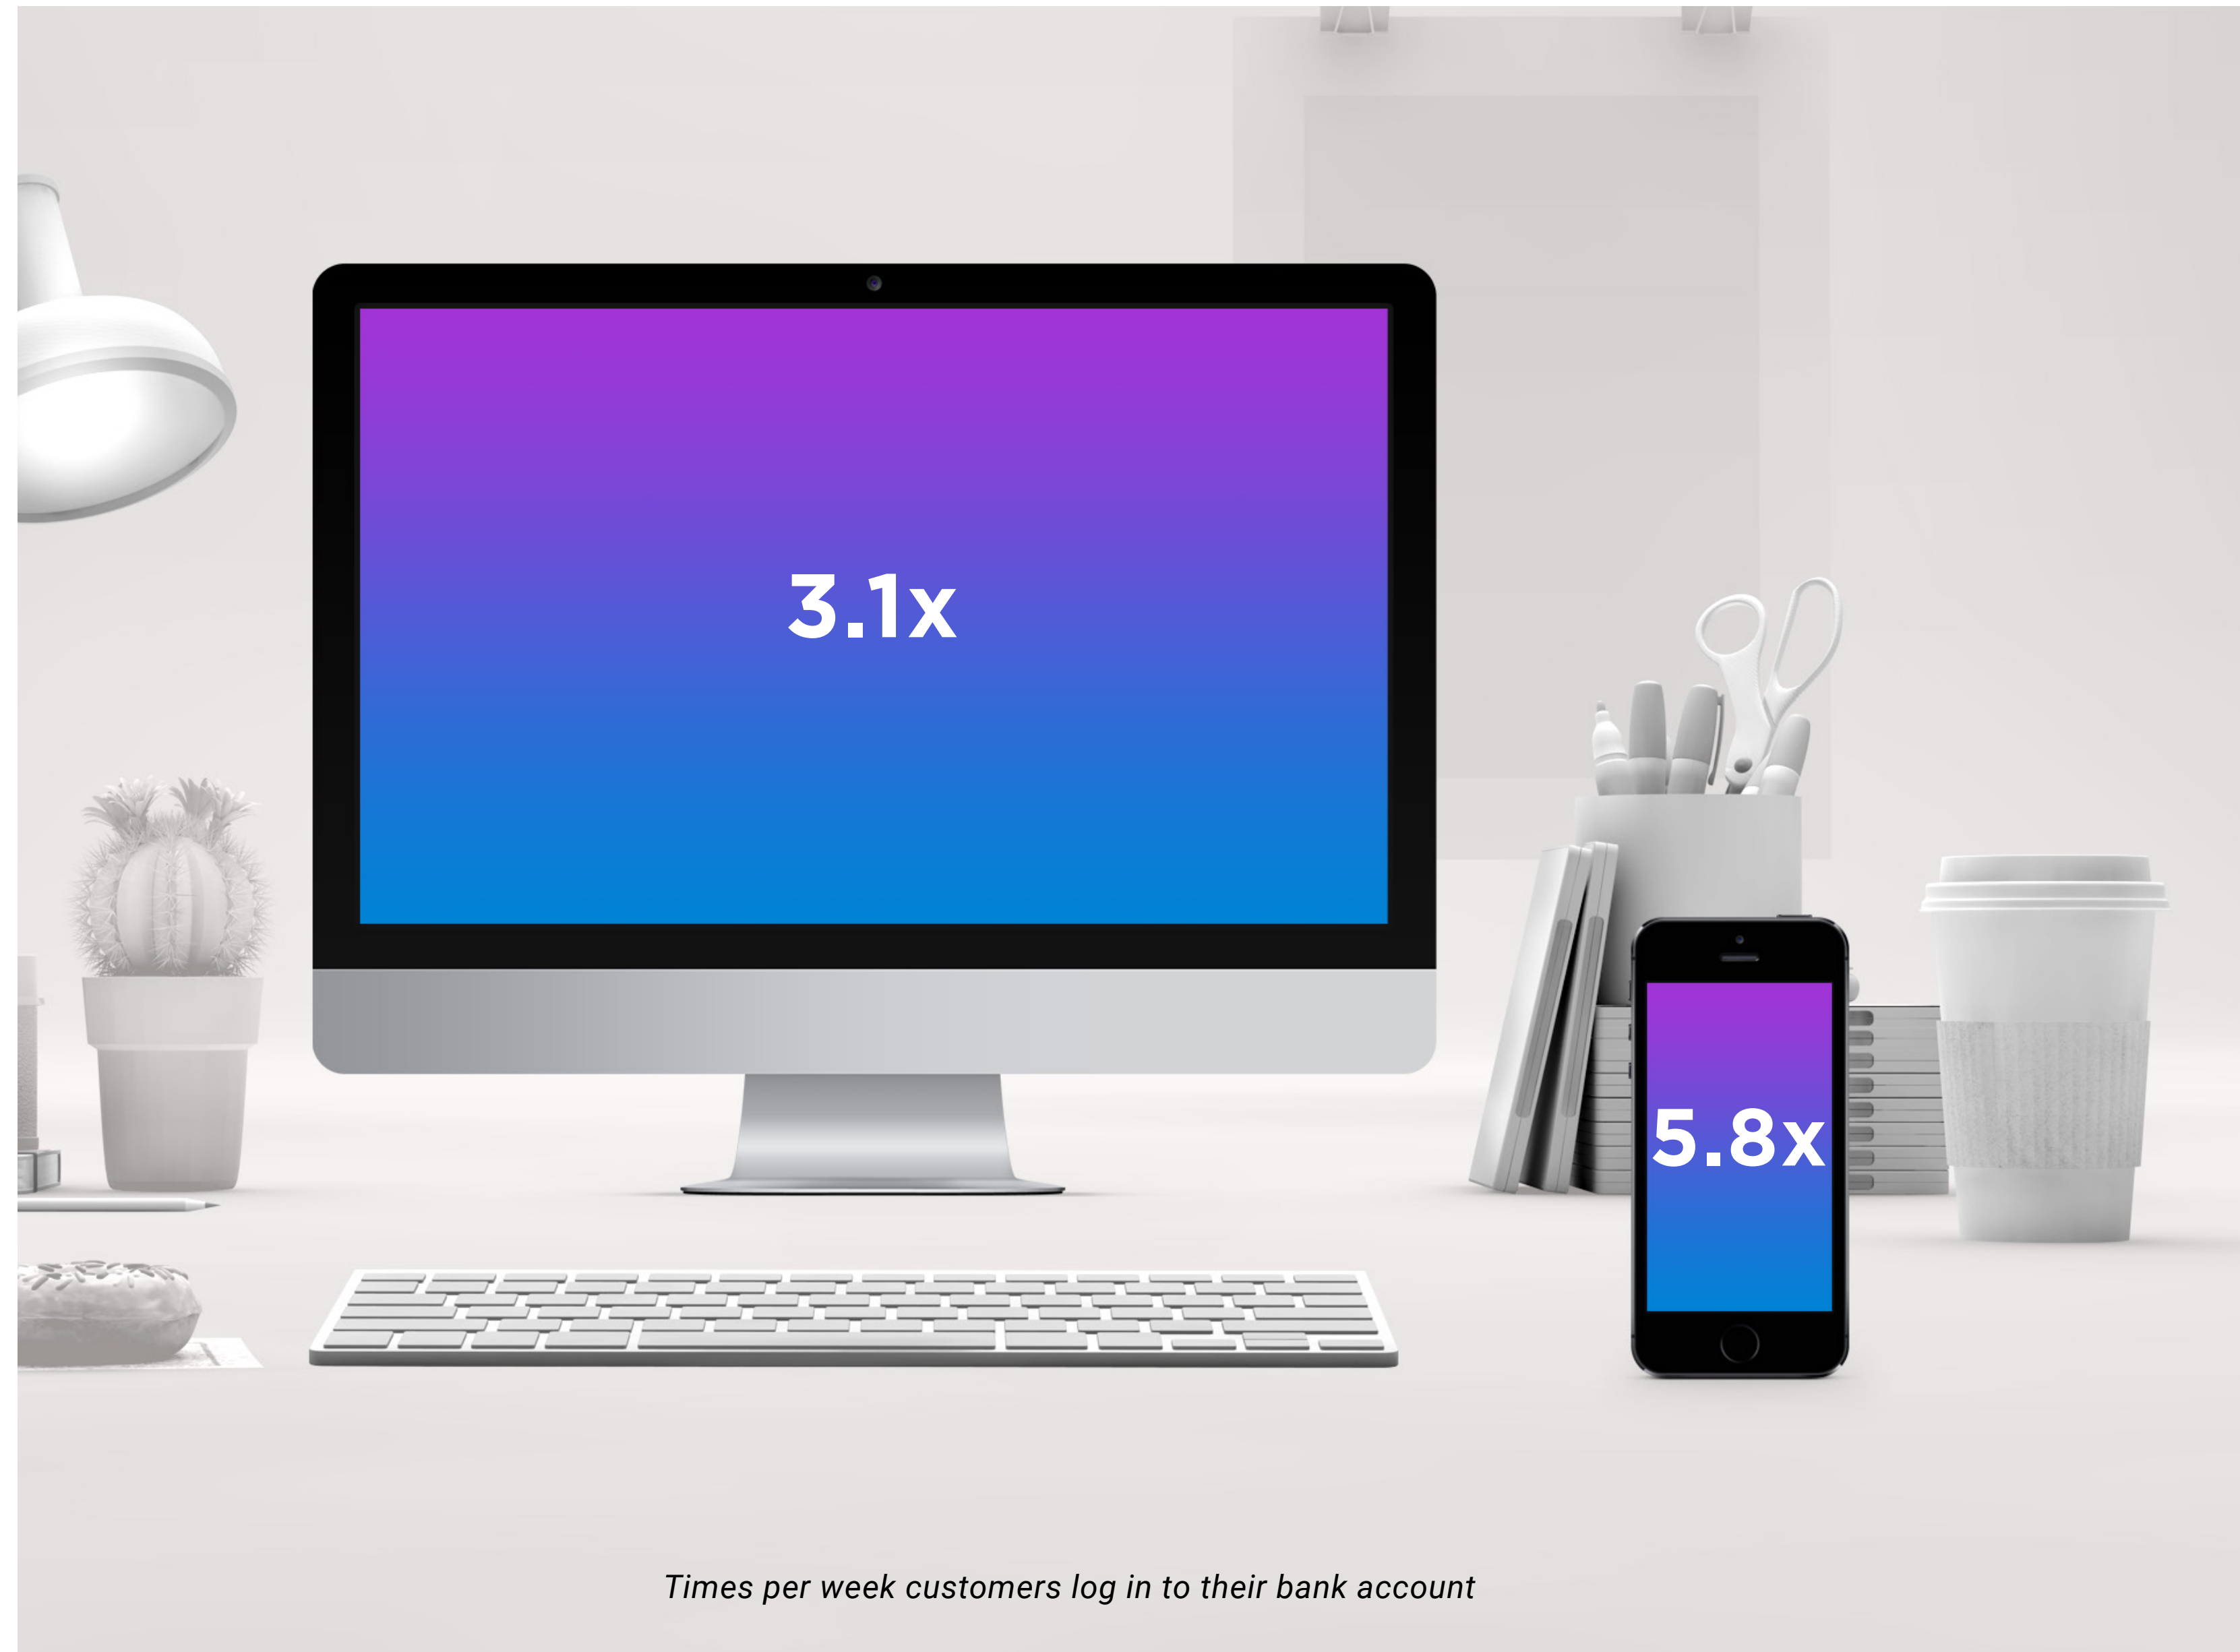 3.1x
5.8x
Times per week customers log in to their bank account